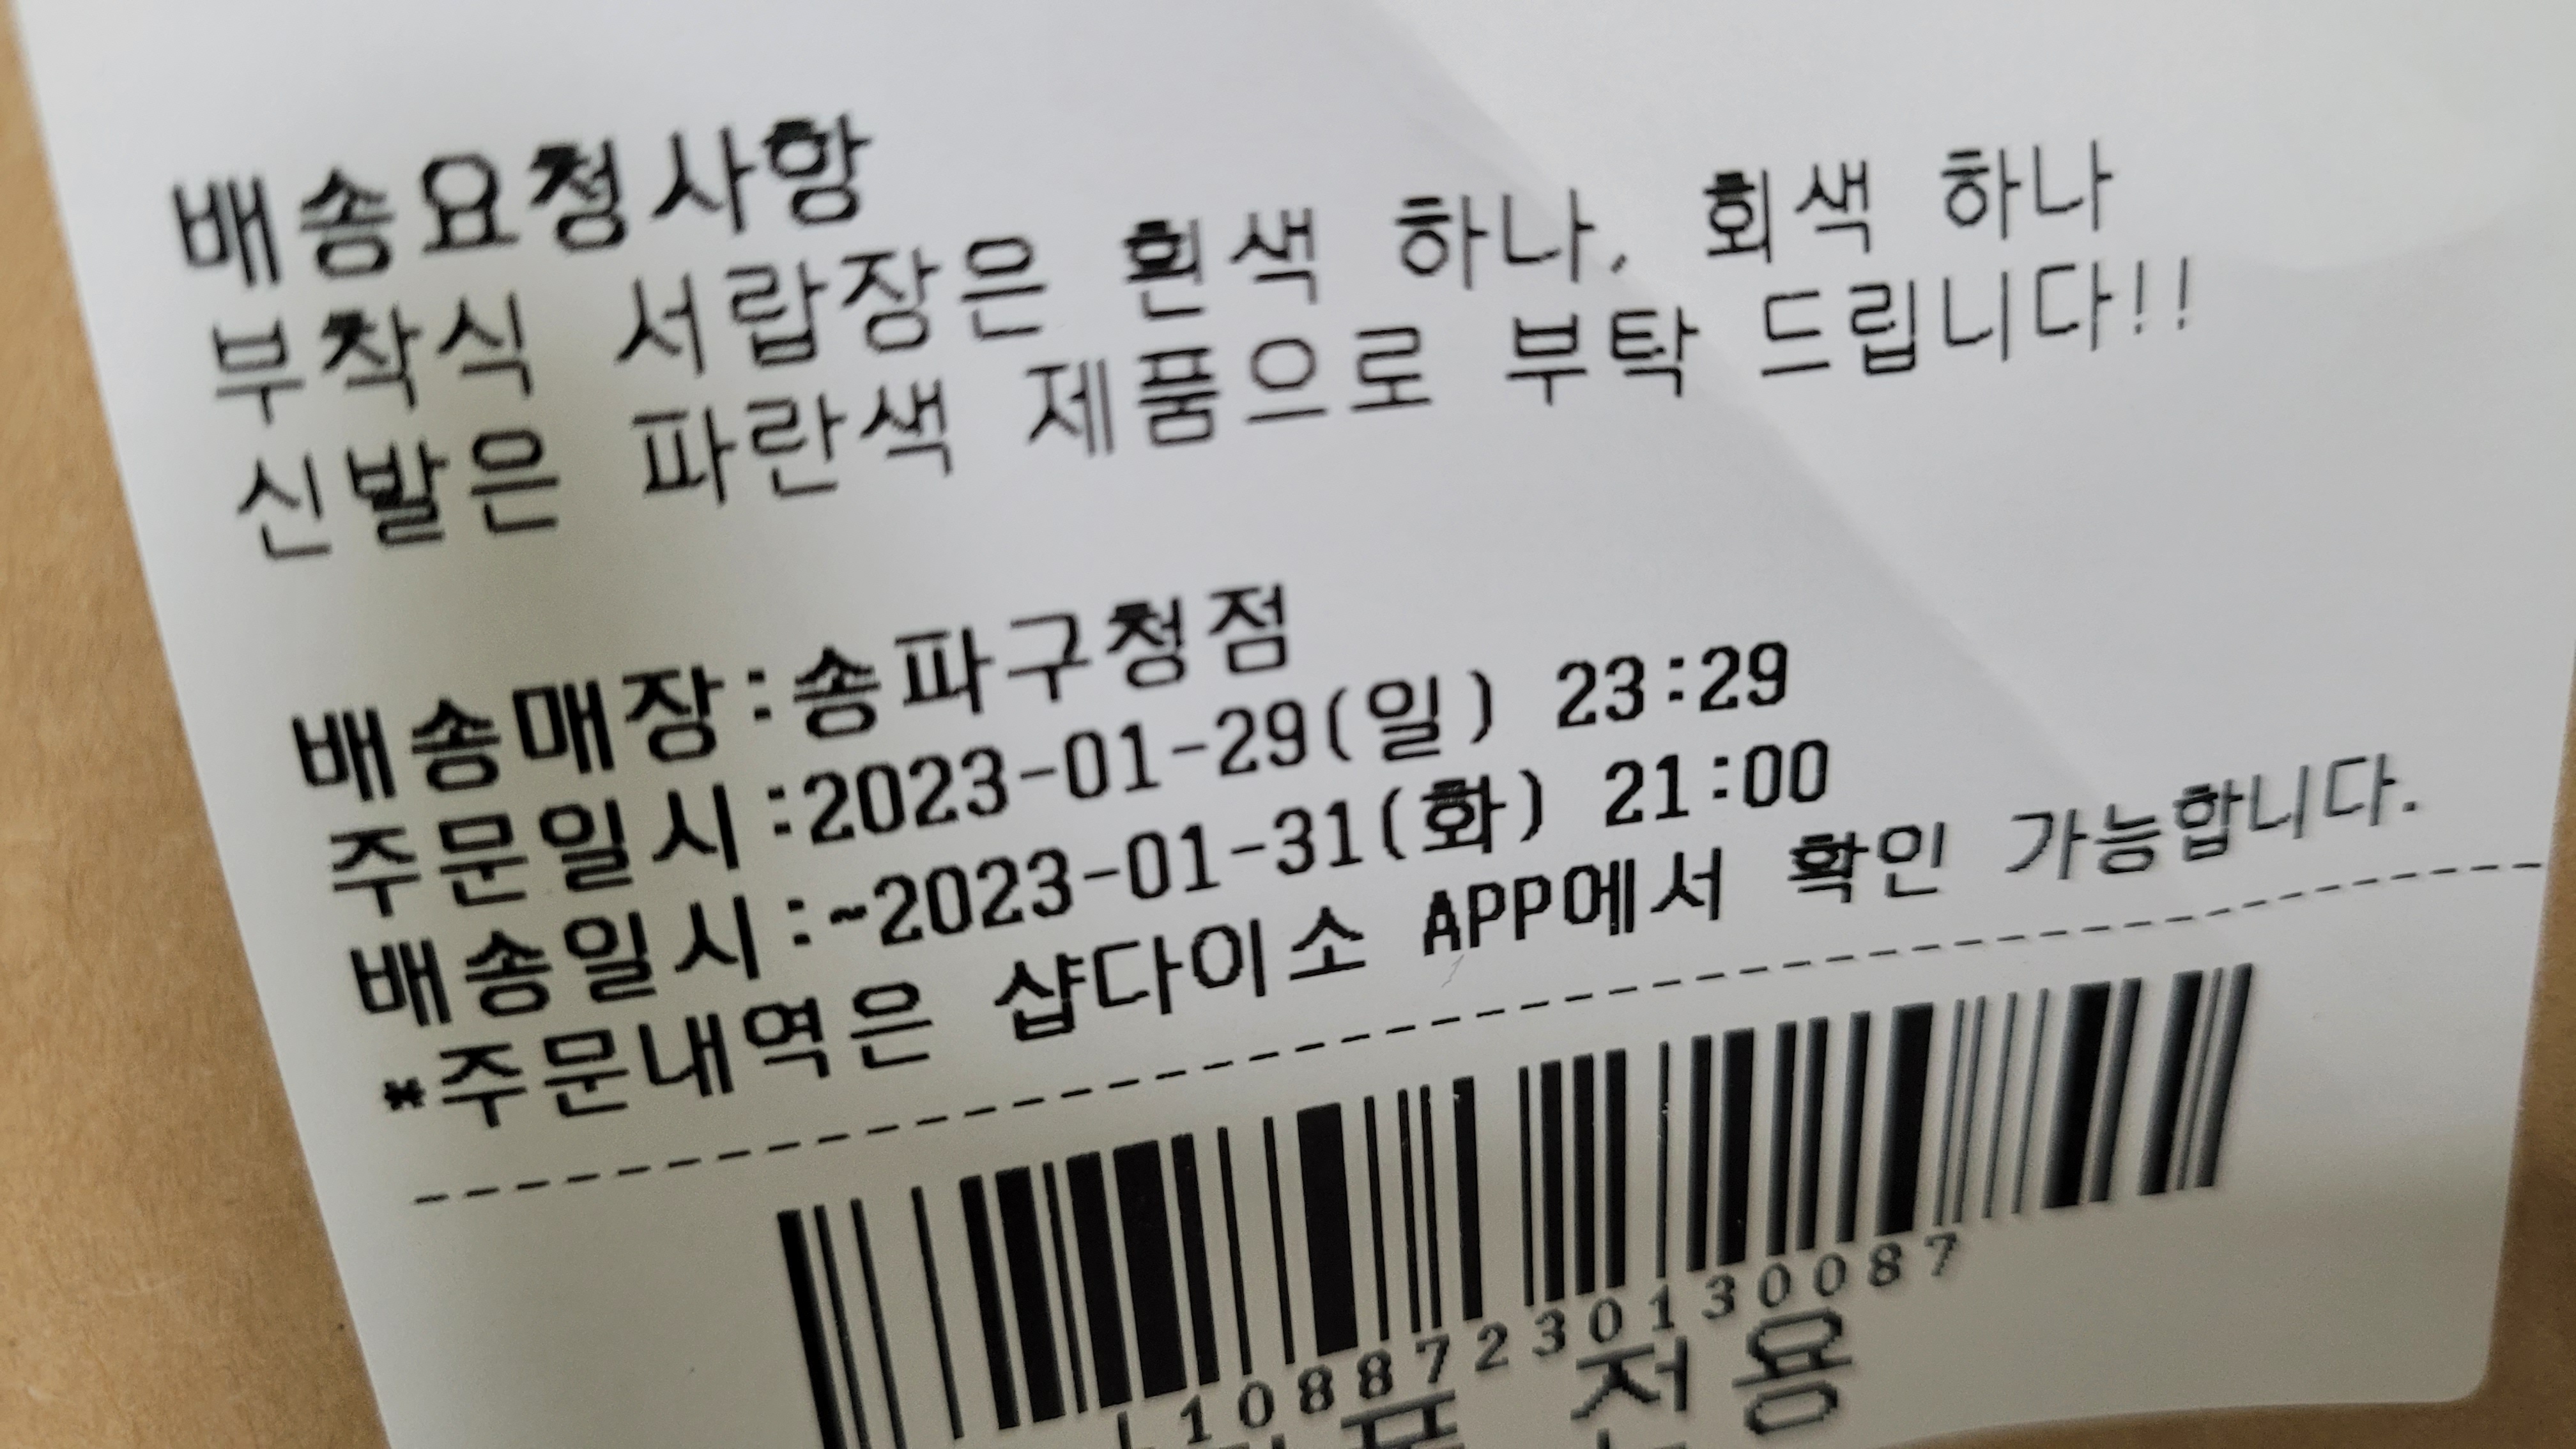 배송요청사항
부착식 서랍장은 흰색 하나, 회색 하나
신발은 파란색 제품으로 부탁 드립니다!!
배송매장:송파구청점
주문일시:2023-01-29(일) 23:29
배송일시:~2023-01-31(화) 21:00
*주문내역은 샵다이소 APP에서 확인 가능합니다.
10887230130087
전용